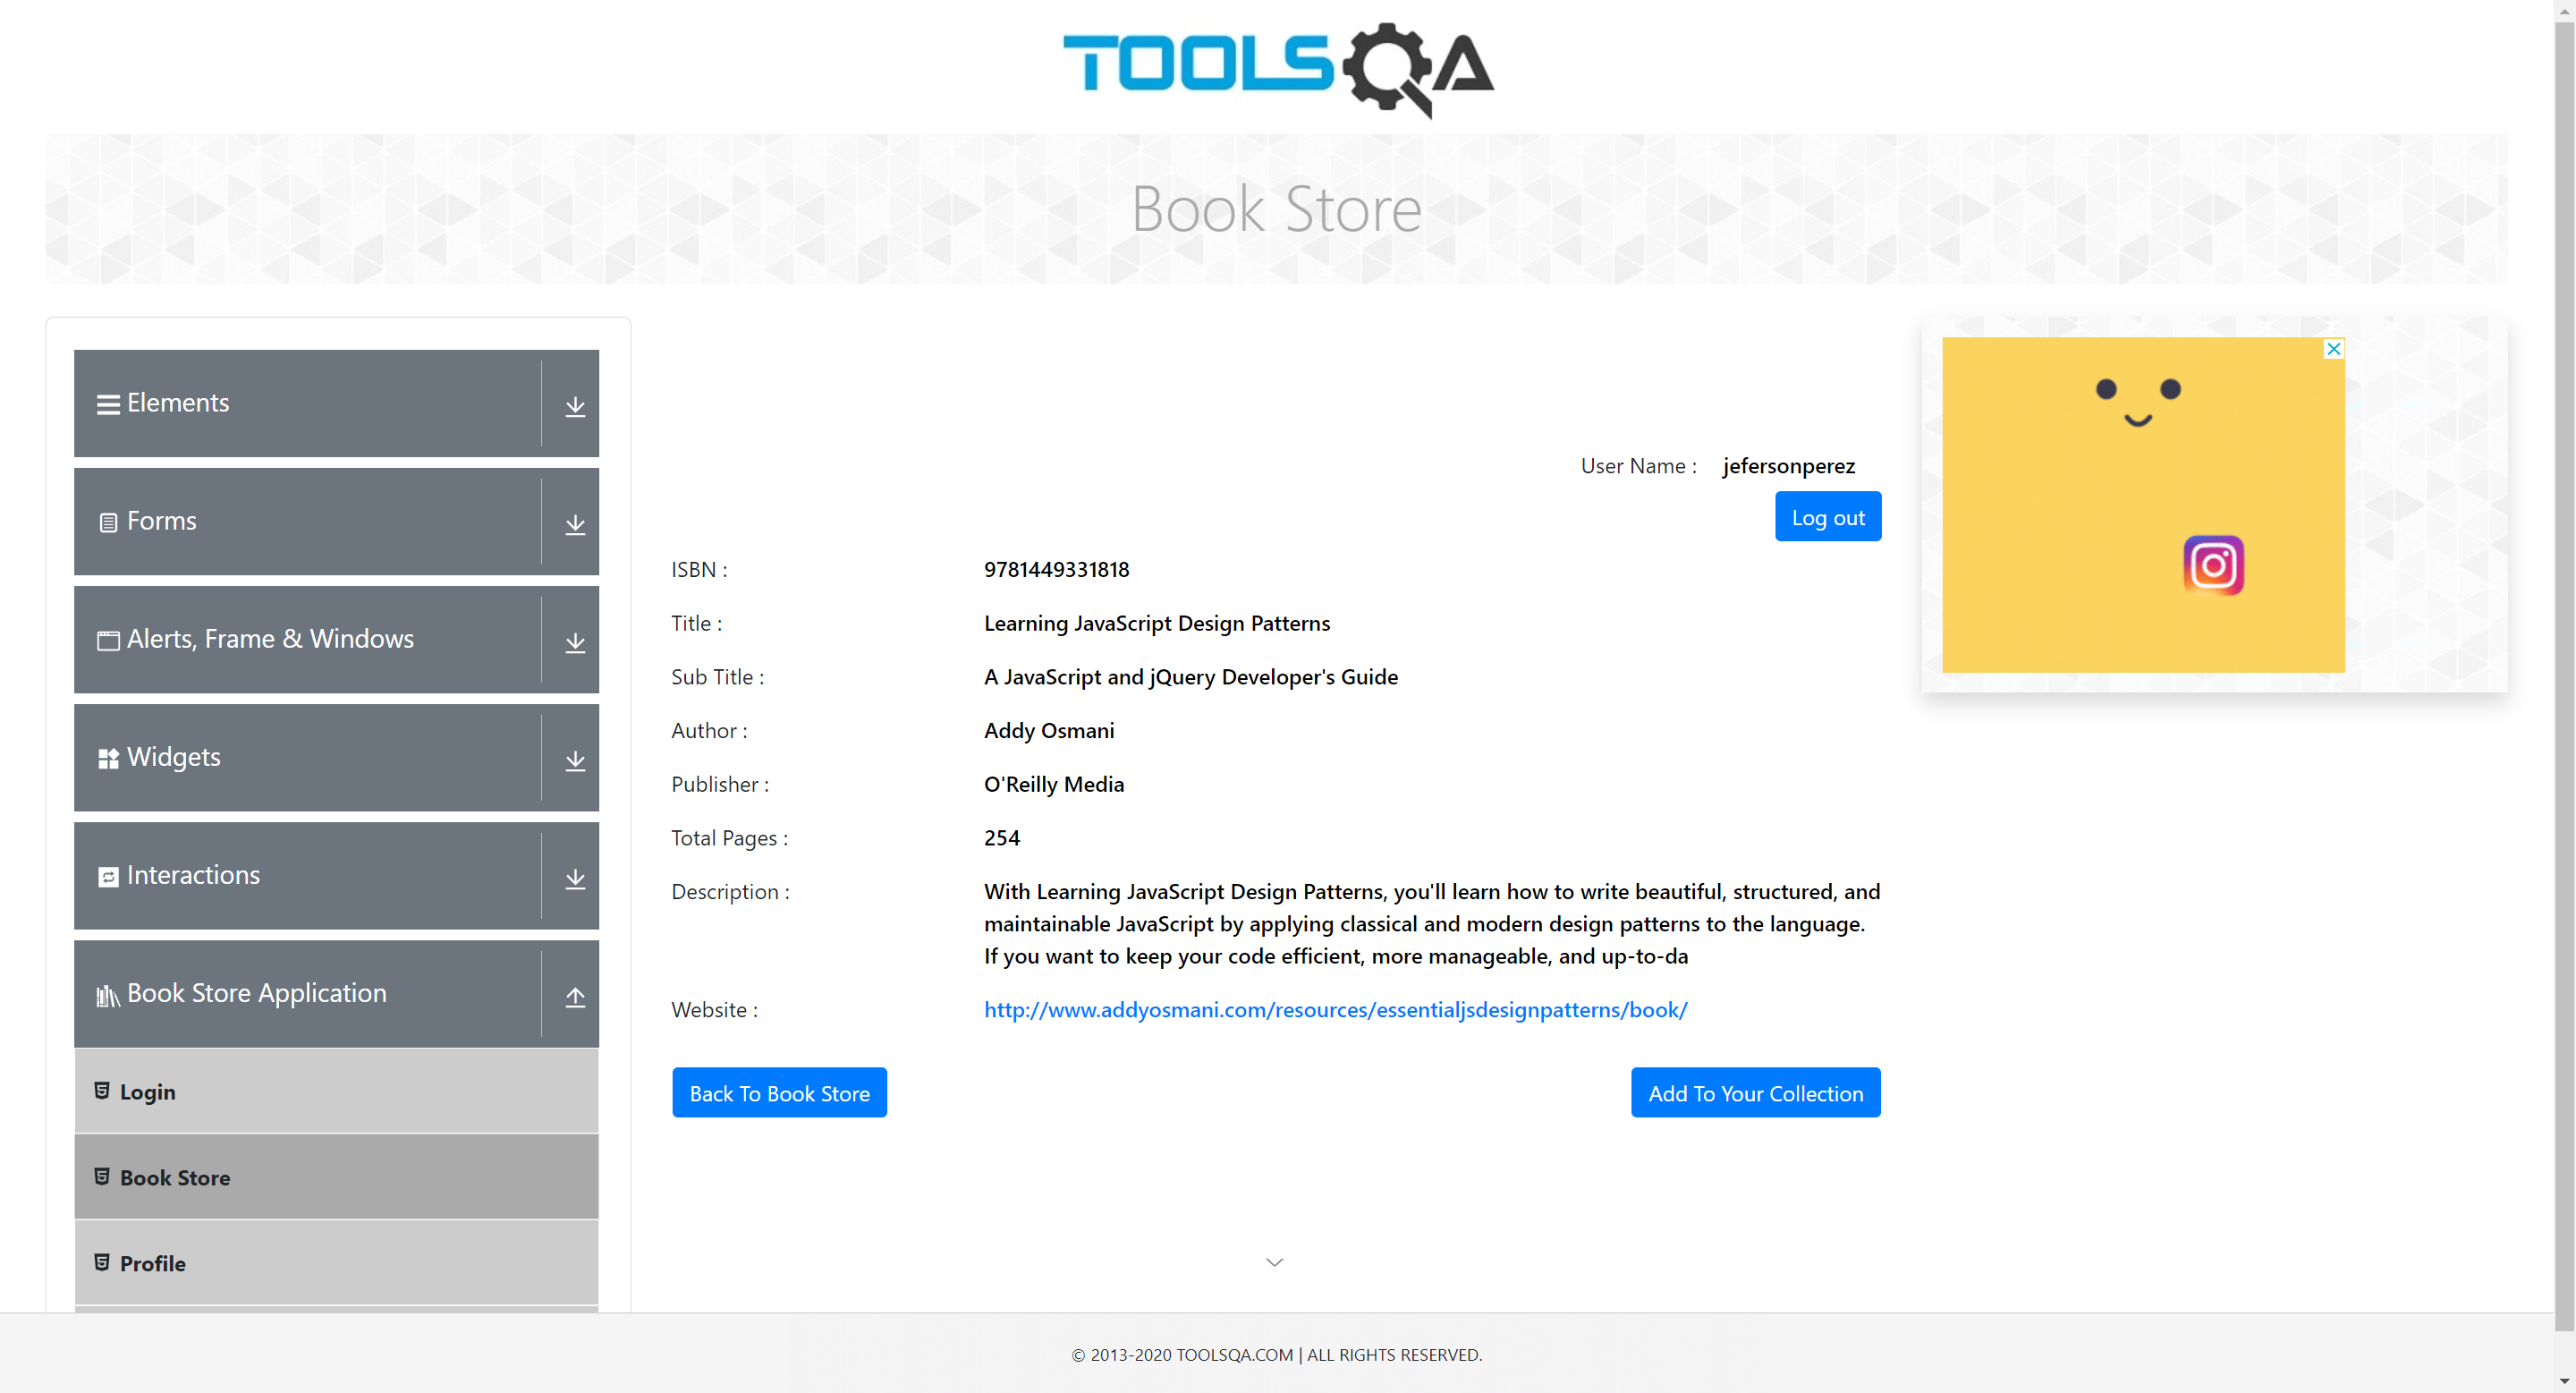 TOOLSQA
Book Store
Elements
Forms
Alerts, Frame & Windows
Widgets
Interactions
Book Store Application
Login
Book Store
Profile
User Name : jefersonperez
Log out
ISBN : 9781449331818
Title : Learning JavaScript Design Patterns
Sub Title : A JavaScript and jQuery Developer's Guide
Author : Addy Osmani
Publisher : O'Reilly Media
Total Pages : 254
Description : With Learning JavaScript Design Patterns, you'll learn how to write beautiful, structured, and
maintainable JavaScript by applying classical and modern design patterns to the language.
If you want to keep your code efficient, more manageable, and up-to-da
Website : http://www.addyosmani.com/resources/essentialjsdesignpatterns/book/
Back To Book Store Add To Your Collection
© 2013-2020 TOOLSQA.COM | ALL RIGHTS RESERVED.